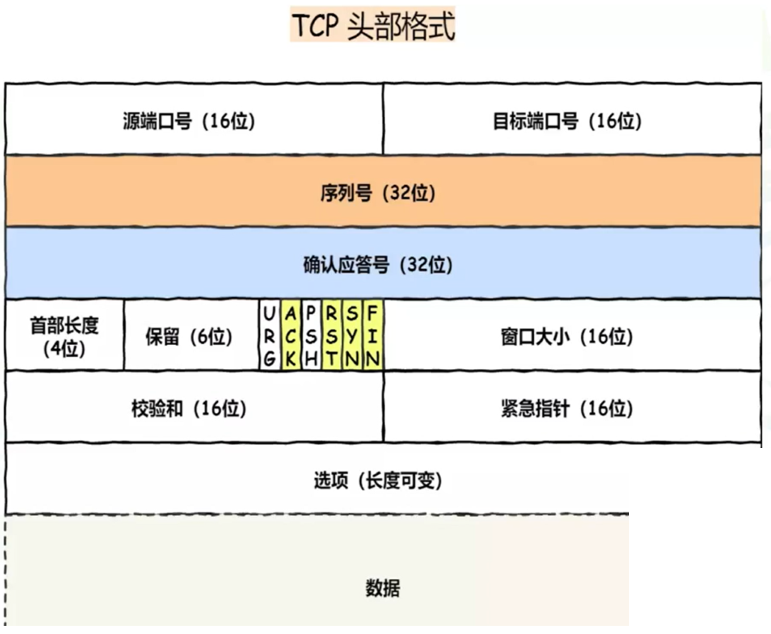 TCP 头部格式
源端口号 (16位)
目标端口号 (16位)
序列号 (32位)
确认应答号 (32位)
首部长度
(4位)
保留 (6位)
URG
ACK
PSH
RST
SYN
FIN
窗口大小 (16位)
校验和 (16位)
紧急指针 (16位)
选项 (长度可变)
数据